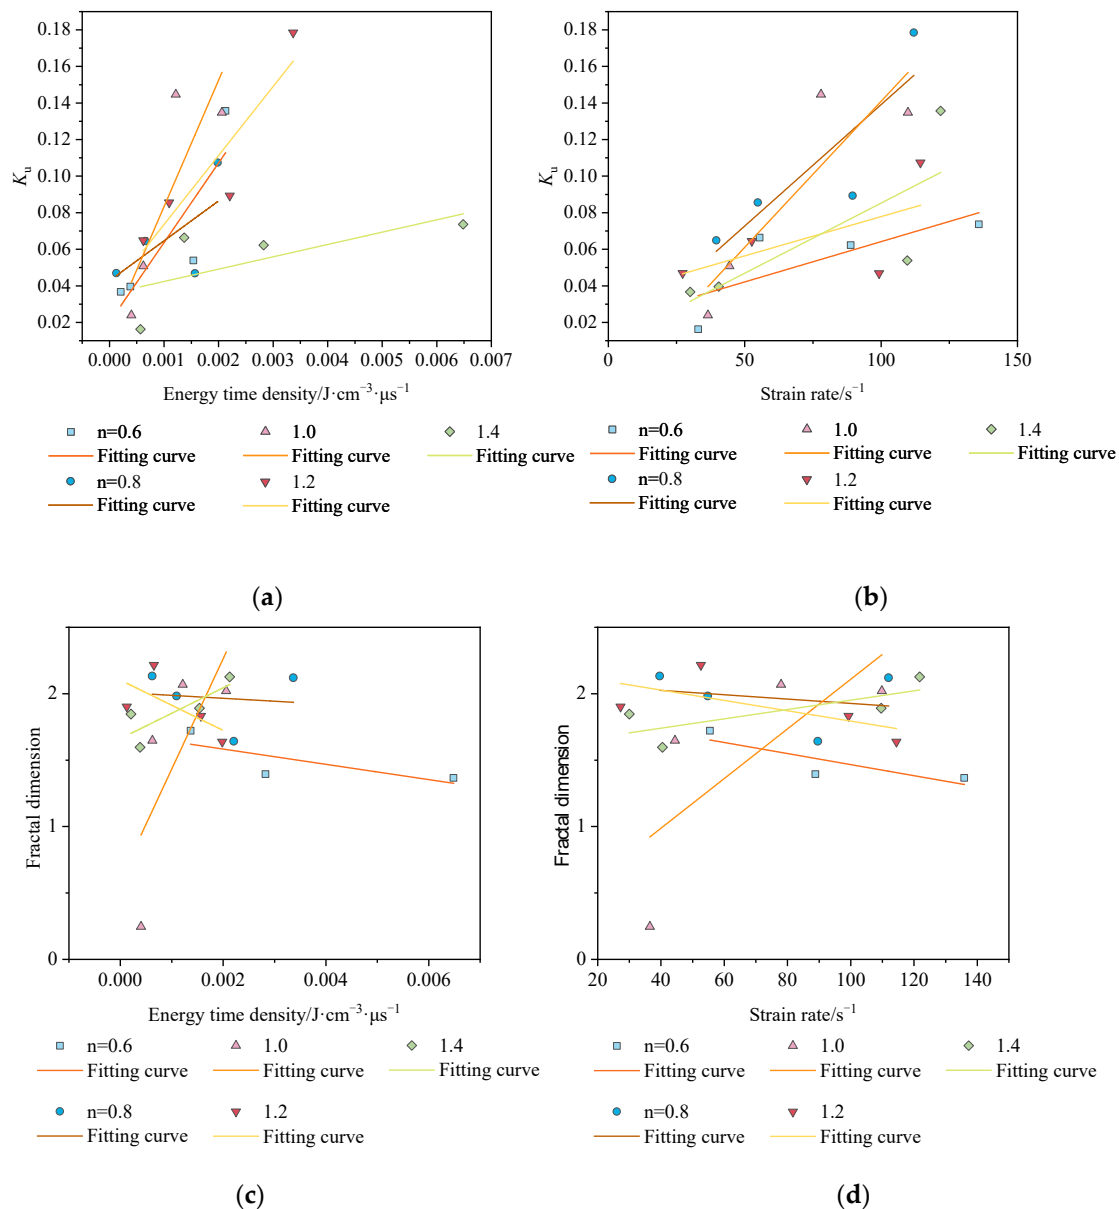 0.18
0.16
0.14
0.12
0.10
0.08
0.06
0.04
0.02
Ku
0.000 0.001 0.002 0.003 0.004 0.005 0.006 0.007
Energy time density/J·cm⁻³·μs⁻¹
n=0.6 1.0 1.4
Fitting curve Fitting curve Fitting curve
n=0.8 1.2
Fitting curve Fitting curve
(a)
0.18
0.16
0.14
0.12
0.10
0.08
0.06
0.04
0.02
Ku
0 50 100 150
Strain rate/s⁻¹
n=0.6 1.0 1.4
Fitting curve Fitting curve Fitting curve
n=0.8 1.2
Fitting curve Fitting curve
(b)
2
1
0
Fractal dimension
0.000 0.002 0.004 0.006
Energy time density/J·cm⁻³·μs⁻¹
n=0.6 1.0 1.4
Fitting curve Fitting curve Fitting curve
n=0.8 1.2
Fitting curve Fitting curve
(c)
2
1
0
Fractal dimension
20 40 60 80 100 120 140
Strain rate/s⁻¹
n=0.6 1.0 1.4
Fitting curve Fitting curve Fitting curve
n=0.8 1.2
Fitting curve Fitting curve
(d)